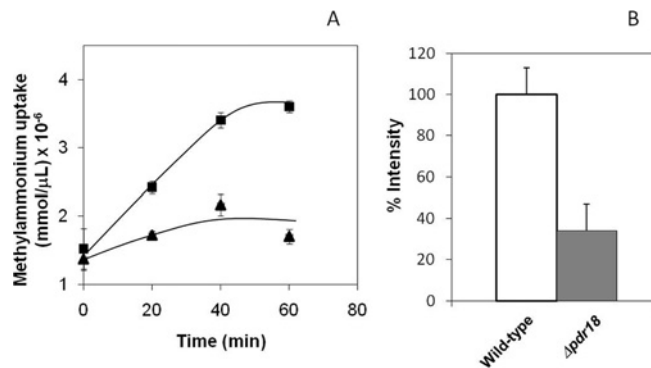 A
Methylammonium uptake
(mmol/µL) x 10⁻⁶
4
3
2
1
0
20
40
60
80
Time (min)
B
% Intensity
120
100
80
60
40
20
0
Wild-type
Δpdr18